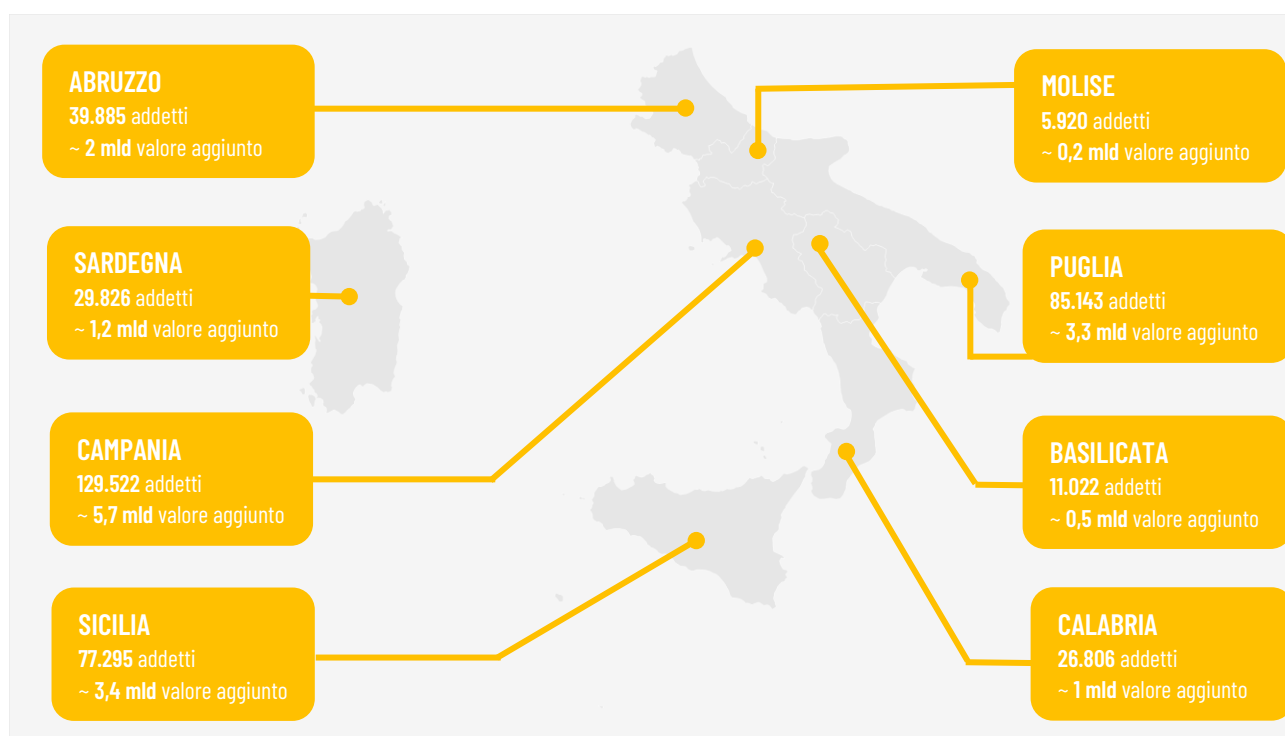 ABRUZZO
39.885 addetti
~ 2 mld valore aggiunto
SARDEGNA
29.826 addetti
~ 1,2 mld valore aggiunto
CAMPANIA
129.522 addetti
~ 5,7 mld valore aggiunto
SICILIA
77.295 addetti
~ 3,4 mld valore aggiunto
MOLISE
5.920 addetti
~ 0,2 mld valore aggiunto
PUGLIA
85.143 addetti
~ 3,3 mld valore aggiunto
BASILICATA
11.022 addetti
~ 0,5 mld valore aggiunto
CALABRIA
26.806 addetti
~ 1 mld valore aggiunto